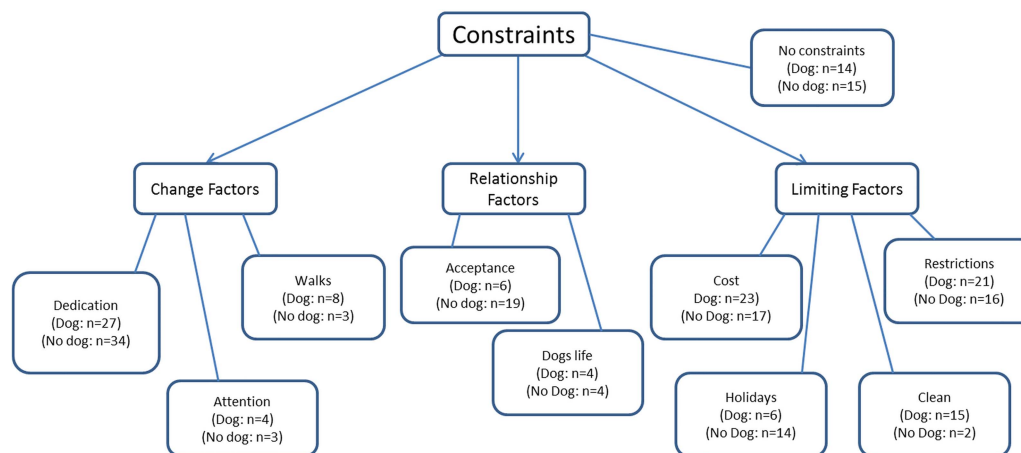 Constraints
No constraints
(Dog: n=14)
(No dog: n=15)
Change Factors
Relationship
Factors
Limiting Factors
Dedication
(Dog: n=27)
(No dog: n=34)
Attention
(Dog: n=4)
(No dog: n=3)
Walks
(Dog: n=8)
(No dog: n=3)
Acceptance
(Dog: n=6)
(No dog: n=19)
Dogs life
(Dog: n=4)
(No Dog: n=4)
Cost
Dog: n=23)
(No Dog: n=17)
Holidays
(Dog: n=6)
(No Dog: n=14)
Clean
(Dog: n=15)
(No Dog: n=2)
Restrictions
(Dog: n=21)
(No Dog: n=16)